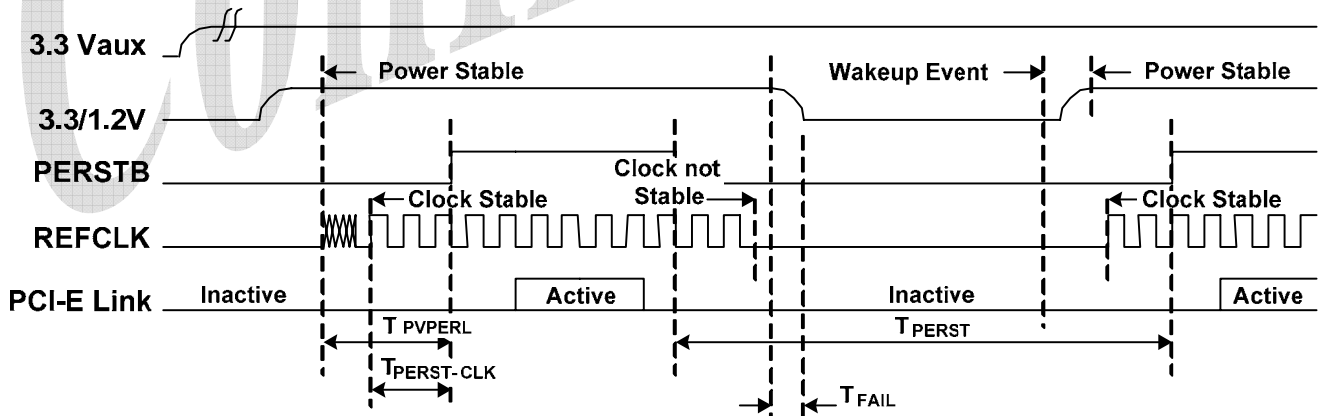 3.3 Vaux
Power Stable
Wakeup Event
Power Stable
3.3/1.2V
PERSTB
Clock not
Stable
Clock Stable
Clock Stable
REFCLK
PCI-E Link
Inactive
Active
Inactive
Active
T PVPERL
TPERST
TPERST-CLK
TFAIL